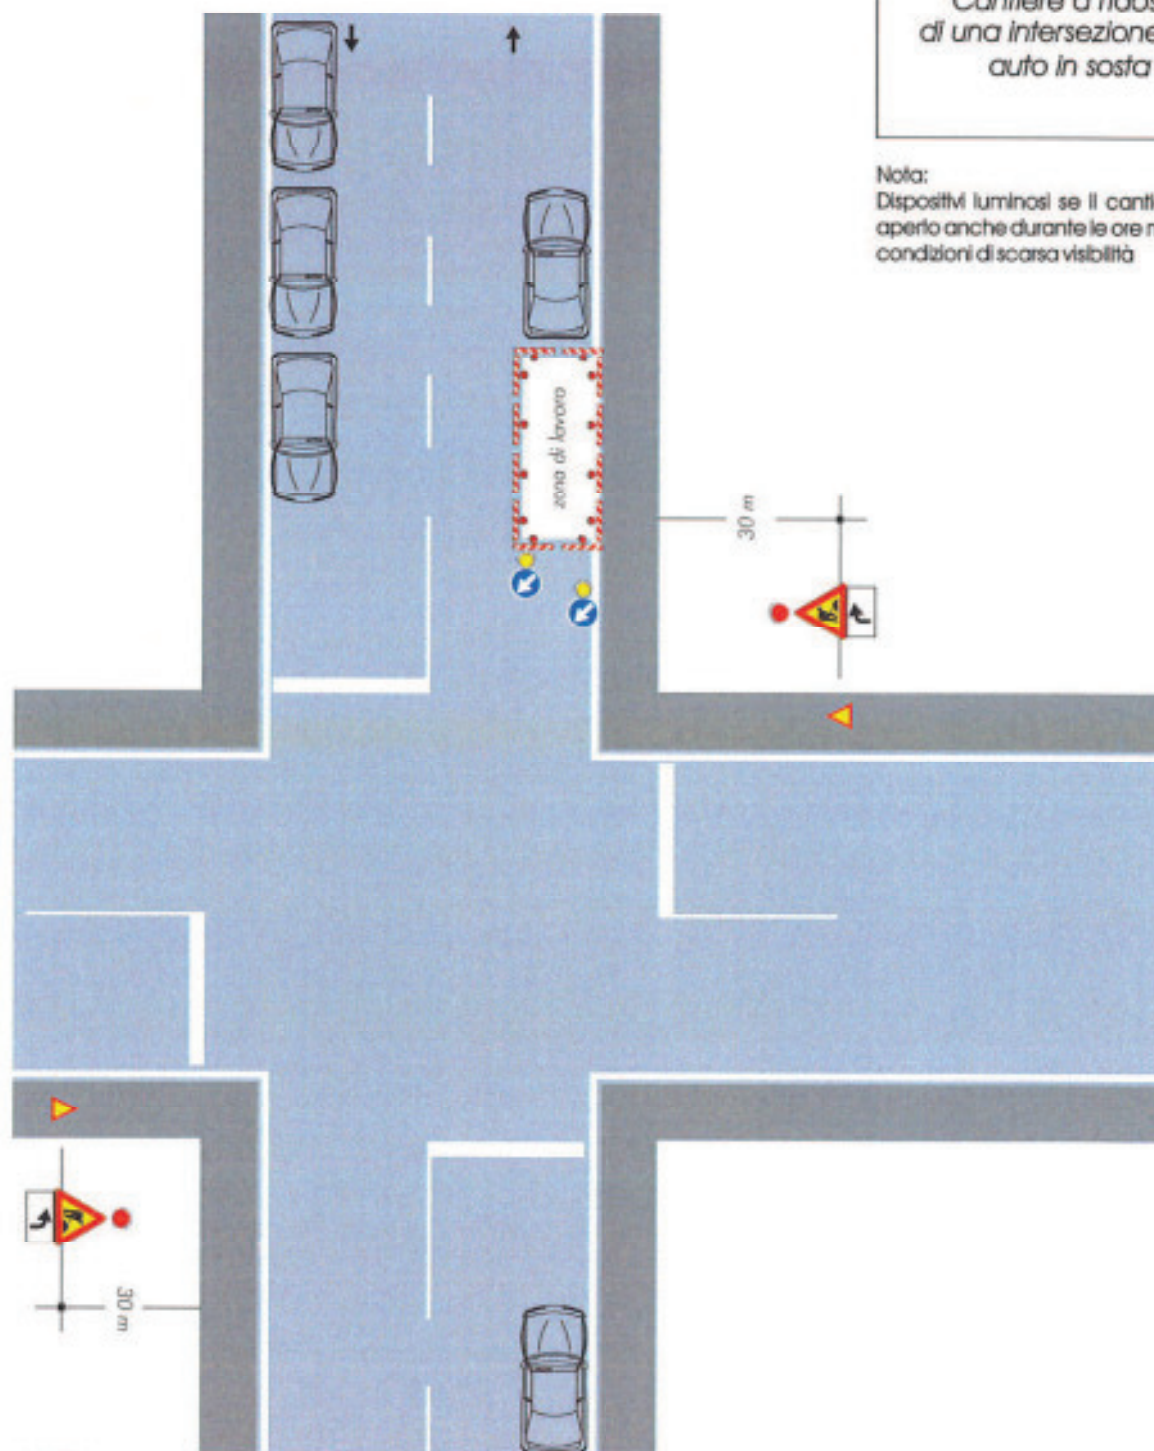 di una intersezione
auto in sosta
Nota:
Dispositivi luminosi se il
aperto anche durante le ore
condizioni di scarsa visibilità
zona di lavoro
30 m
30 m